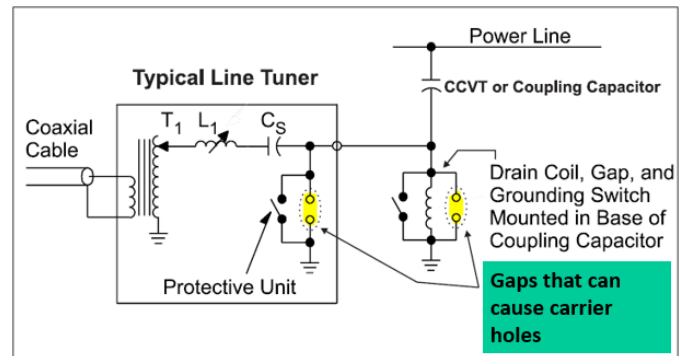 Power Line
CCVT or Coupling Capacitor
Typical Line Tuner
Coaxial
Cable
T1 L1 CS
Drain Coil, Gap, and
Grounding Switch
Mounted in Base of
Coupling Capacitor
Protective Unit
Gaps that can
cause carrier
holes